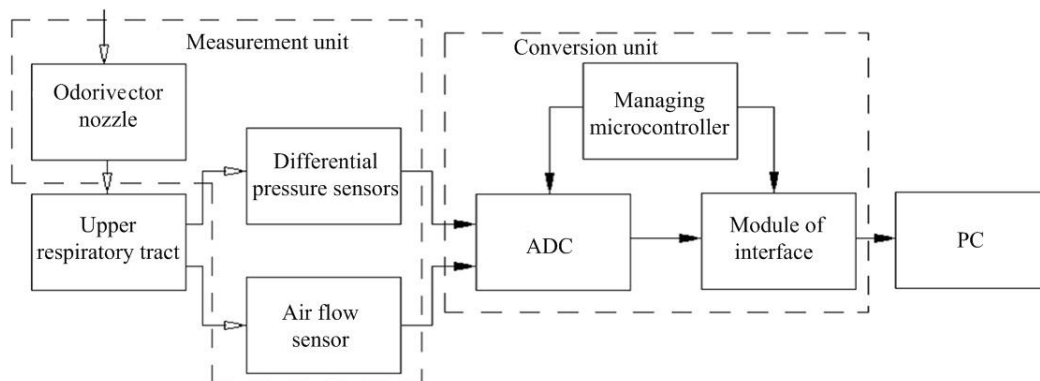 Measurement unit
Conversion unit
Odorivector
nozzle
Managing
microcontroller
Differential
pressure sensors
Upper
respiratory tract
ADC
Module of
interface
PC
Air flow
sensor